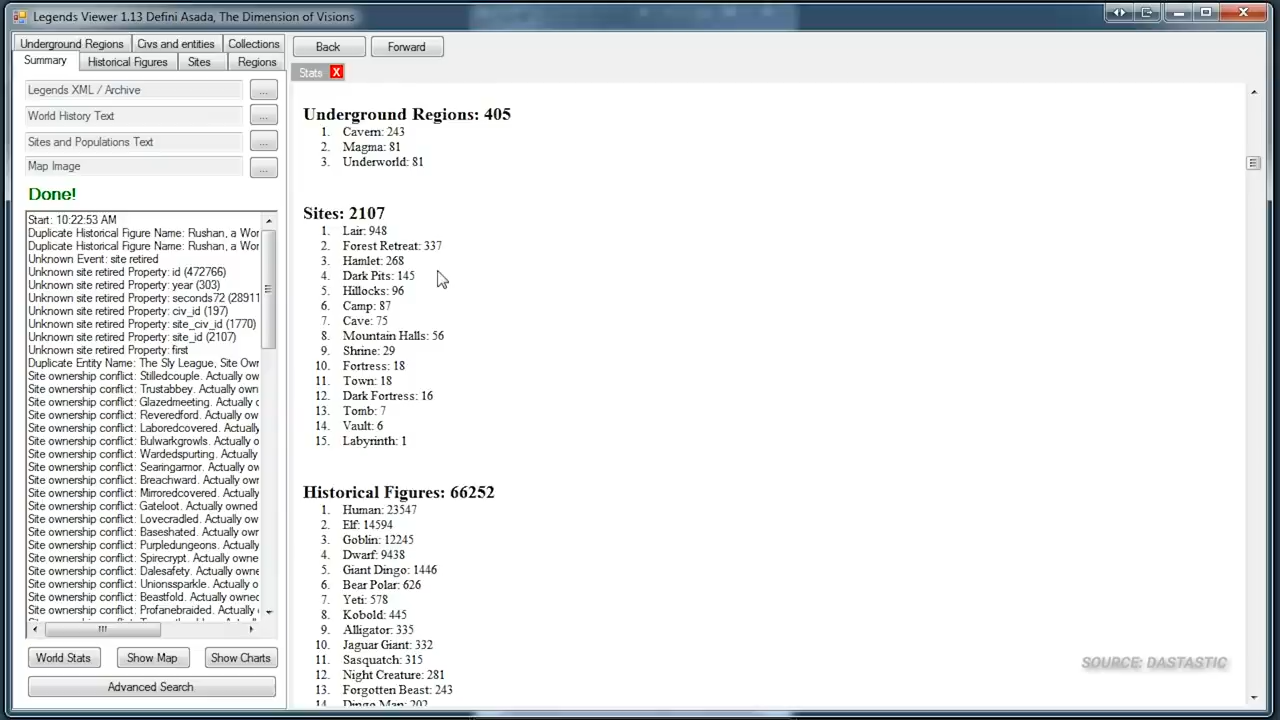 Legends Viewer 1.13 Defini Asada, The Dimension of Visions
Underground Regions
Civs and entities
Collections
Summary
Historical Figures
Sites
Regions
Legends XML / Archive
...
World History Text
...
Sites and Populations Text
...
Map Image
...
Done!
Start: 10:22:53 AM
Duplicate Historical Figure Name: Rushan, a Wor
Duplicate Historical Figure Name: Rushan, a Wor
Unknown Event: site retired
Unknown site retired Property: id (472766)
Unknown site retired Property: year (303)
Unknown site retired Property: seconds72 (28911
Unknown site retired Property: civ_id (197)
Unknown site retired Property: site_civ_id (1770)
Unknown site retired Property: site_id (2107)
Unknown site retired Property: first
Duplicate Entity Name: The Sly League, Site Own
Site ownership conflict: Stilledcouple. Actually own
Site ownership conflict: Trustabbey. Actually own
Site ownership conflict: Glazedmeeting. Actually
Site ownership conflict: Reveredford. Actually own
Site ownership conflict: Laboredcovered. Actually
Site ownership conflict: Bulwarkgrowls. Actually o
Site ownership conflict: Wardedspurting. Actually
Site ownership conflict: Searingarmor. Actually
Site ownership conflict: Breachward. Actually own
Site ownership conflict: Mirroredcovered. Actually
Site ownership conflict: Gateloot. Actually owned
Site ownership conflict: Lovecradled. Actually own
Site ownership conflict: Baseshated. Actually own
Site ownership conflict: Purpledungeons. Actually
Site ownership conflict: Spirecrypt. Actually owne
Site ownership conflict: Dalesafety. Actually owne
Site ownership conflict: Unionssparkle. Actually o
Site ownership conflict: Beastfold. Actually owned
Site ownership conflict: Profanebraided. Actually
World Stats
Show Map
Show Charts
Advanced Search
Back
Forward
Stats X
Underground Regions: 405
1. Cavern: 243
2. Magma: 81
3. Underworld: 81
Sites: 2107
1. Lair: 948
2. Forest Retreat: 337
3. Hamlet: 268
4. Dark Pits: 145
5. Hillocks: 96
6. Camp: 87
7. Cave: 75
8. Mountain Halls: 56
9. Shrine: 29
10. Fortress: 18
11. Town: 18
12. Dark Fortress: 16
13. Tomb: 7
14. Vault: 6
15. Labyrinth: 1
Historical Figures: 66252
1. Human: 23547
2. Elf: 14594
3. Goblin: 12245
4. Dwarf: 9438
5. Giant Dingo: 1446
6. Bear Polar: 626
7. Yeti: 578
8. Kobold: 445
9. Alligator: 335
10. Jaguar Giant: 332
11. Sasquatch: 315
12. Night Creature: 281
13. Forgotten Beast: 243
14. Dingo Man: 202
SOURCE: DASTASTIC